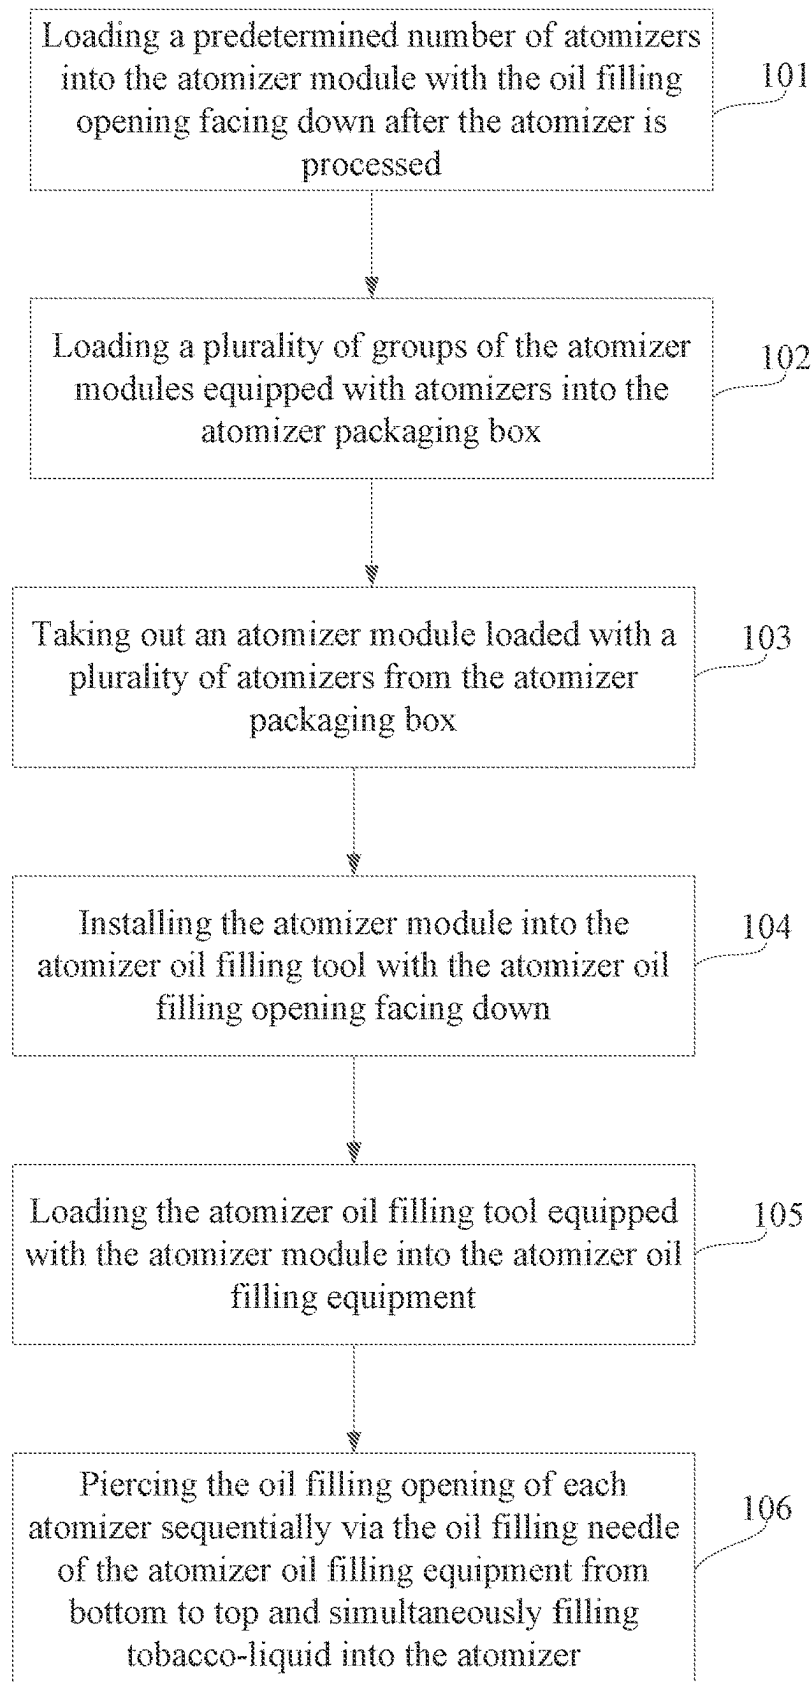 Loading a predetermined number of atomizers
into the atomizer module with the oil filling
opening facing down after the atomizer is
processed
101
Loading a plurality of groups of the atomizer
modules equipped with atomizers into the
atomizer packaging box
102
Taking out an atomizer module loaded with a
plurality of atomizers from the atomizer
packaging box
103
Installing the atomizer module into the
atomizer oil filling tool with the atomizer oil
filling opening facing down
104
Loading the atomizer oil filling tool equipped
with the atomizer module into the atomizer oil
filling equipment
105
Piercing the oil filling opening of each
atomizer sequentially via the oil filling needle
of the atomizer oil filling equipment from
bottom to top and simultaneously filling
tobacco-liquid into the atomizer
106